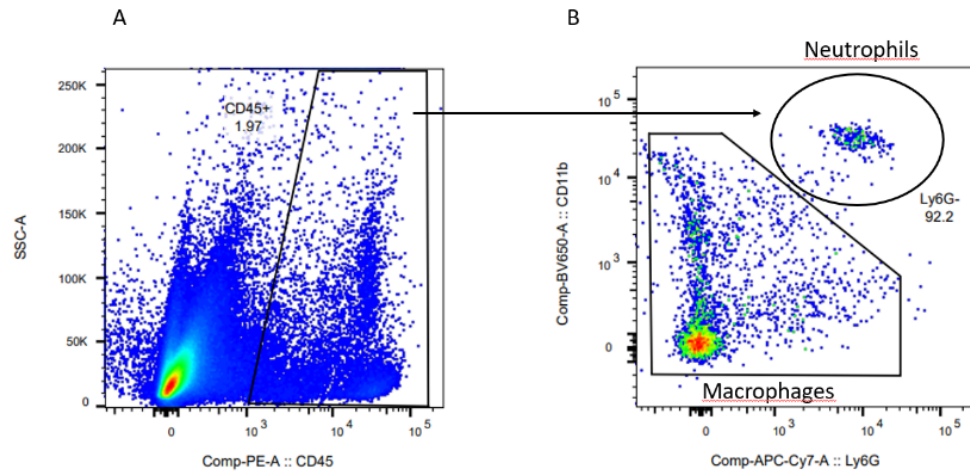 A
B
Neutrophils
250K
200K
150K
100K
50K
0
SSC-A
CD45+
1.97
0
10^3
10^4
10^5
Comp-PE-A :: CD45
10^5
10^4
10^3
0
Comp-BV650-A :: CD11b
Ly6G-
92.2
Macrophages
0
10^3
10^4
10^5
Comp-APC-Cy7-A :: Ly6G